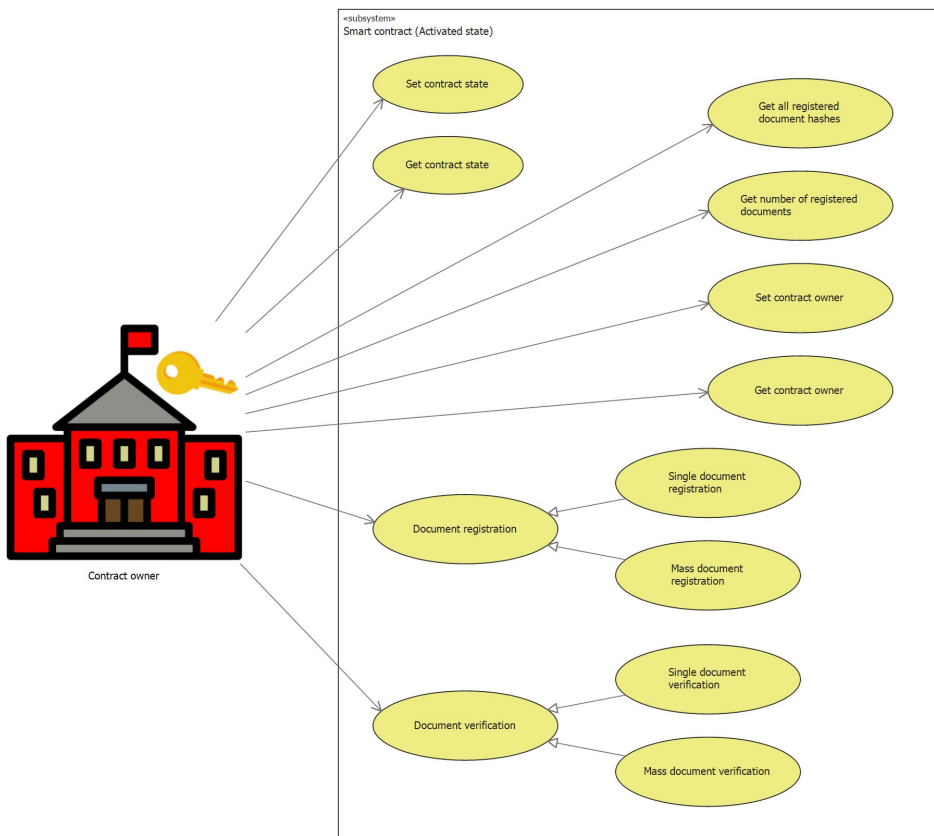 «subsystem»
Smart contract (Activated state)
Set contract state
Get all registered
document hashes
Get contract state
Get number of registered
documents
Set contract owner
Get contract owner
Single document
registration
Document registration
Mass document
registration
Contract owner
Single document
verification
Document verification
Mass document verification